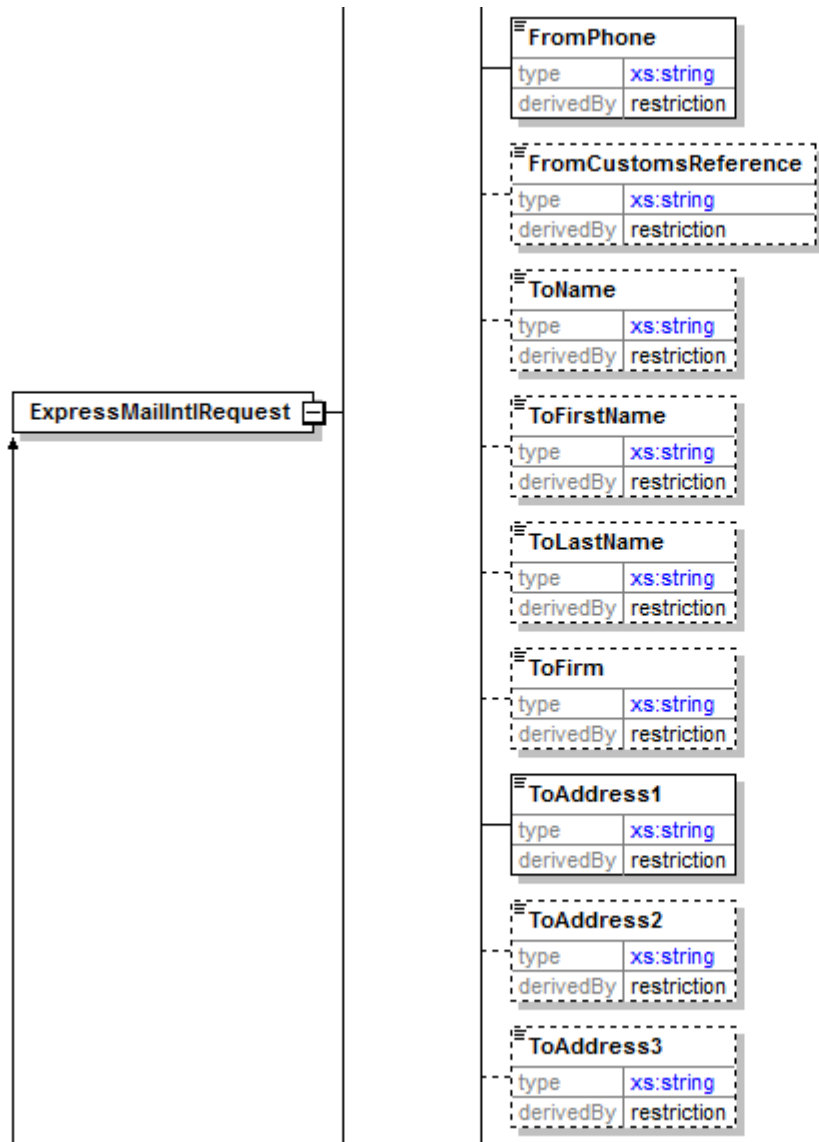 FromPhone
type xs:string
derivedBy restriction
FromCustomsReference
type xs:string
derivedBy restriction
ToName
type xs:string
derivedBy restriction
ExpressMailIntlRequest
ToFirstName
type xs:string
derivedBy restriction
ToLastName
type xs:string
derivedBy restriction
ToFirm
type xs:string
derivedBy restriction
ToAddress1
type xs:string
derivedBy restriction
ToAddress2
type xs:string
derivedBy restriction
ToAddress3
type xs:string
derivedBy restriction